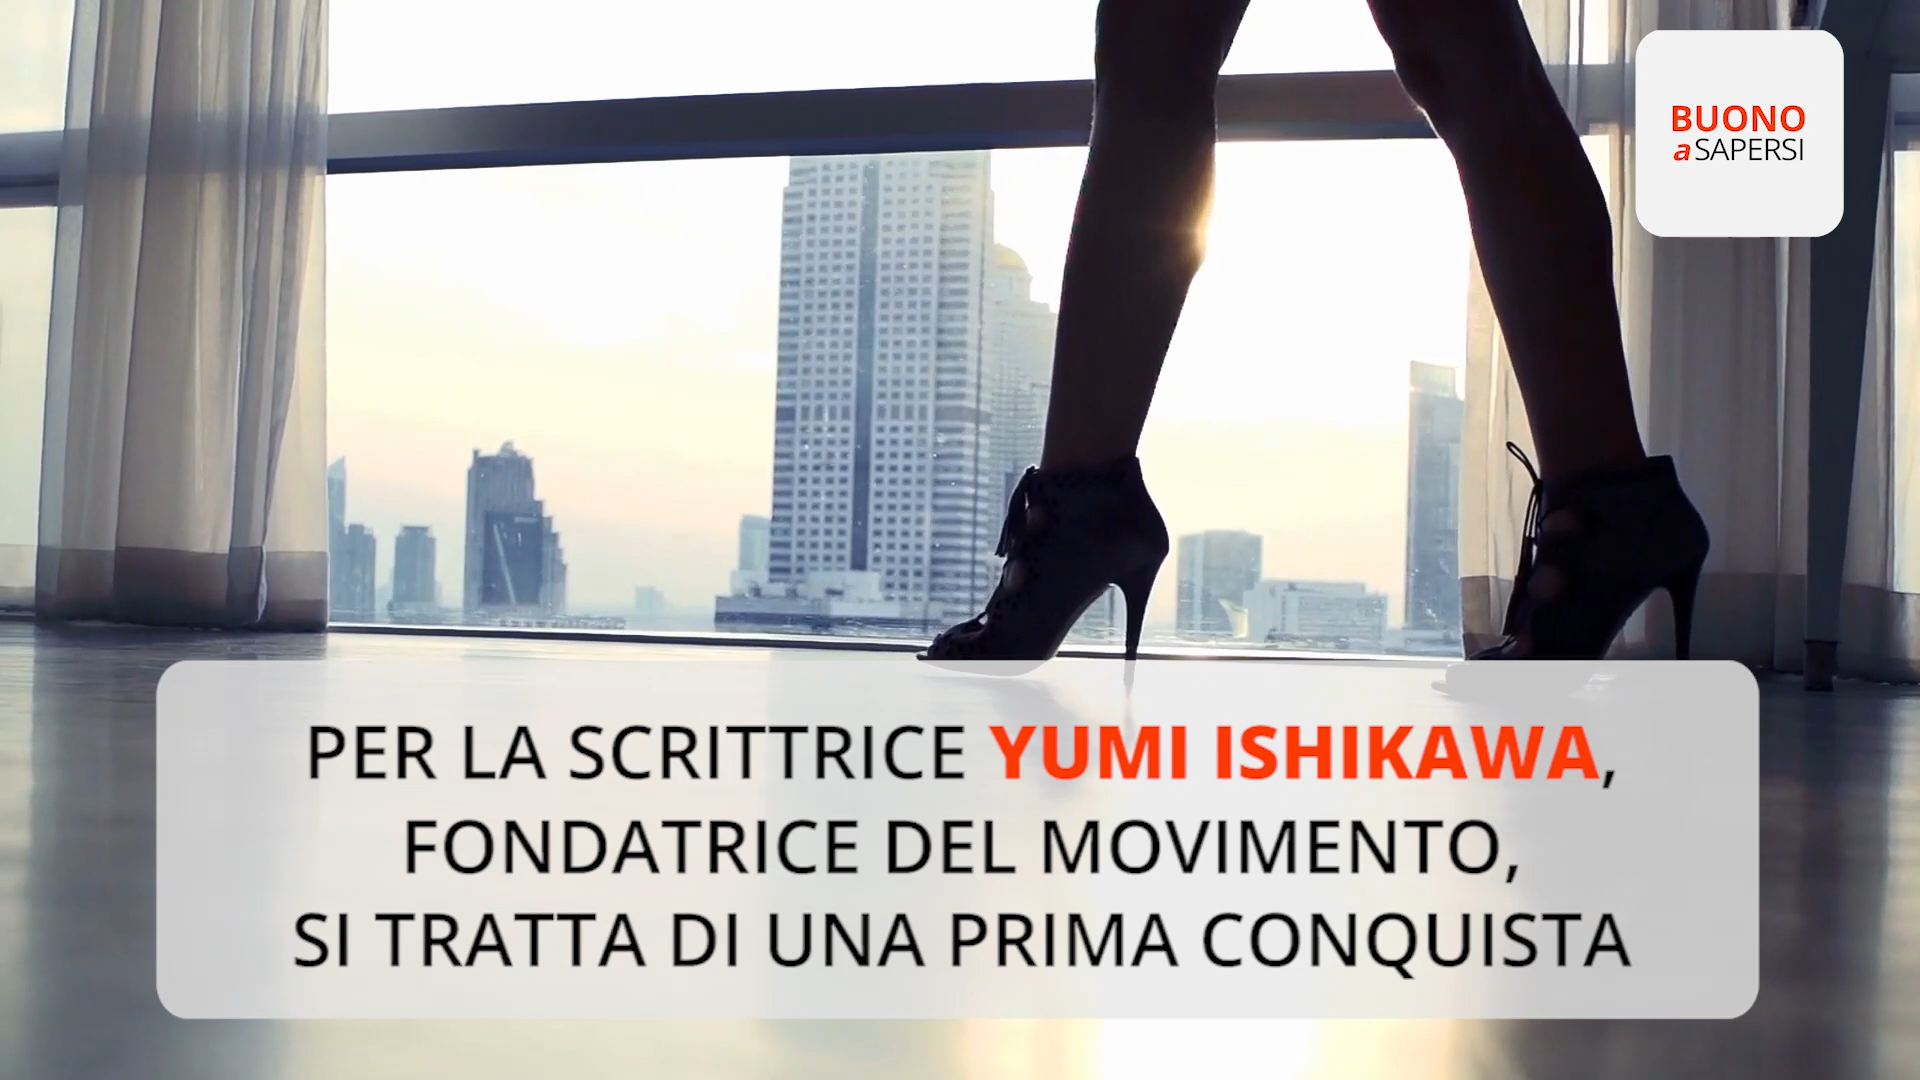 BUONO
a SAPERSI
PER LA SCRITTRICE YUMI ISHIKAWA,
FONDATRICE DEL MOVIMENTO,
SI TRATTA DI UNA PRIMA CONQUISTA